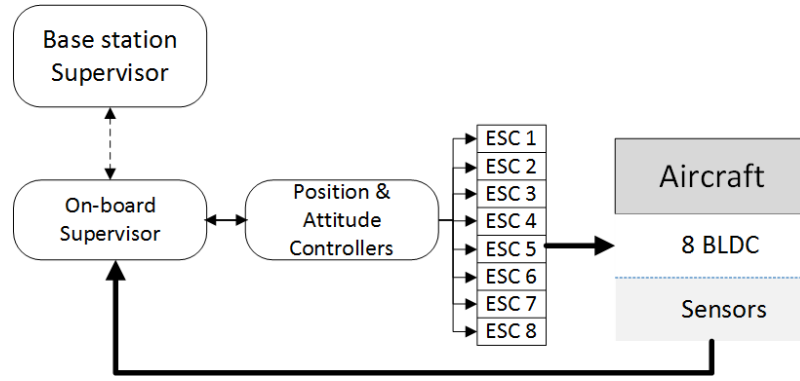 Base station
Supervisor
On-board
Supervisor
Position &
Attitude
Controllers
ESC 1
ESC 2
ESC 3
ESC 4
ESC 5
ESC 6
ESC 7
ESC 8
Aircraft
8 BLDC
Sensors